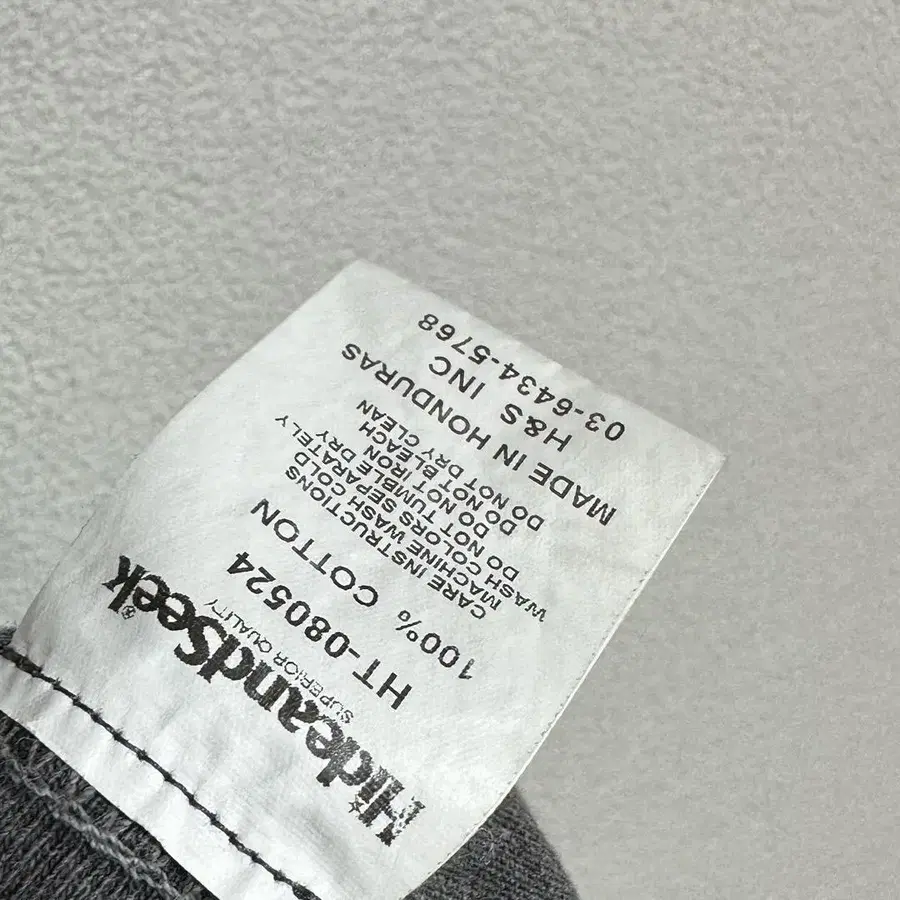 HideandSeek
SUPERIOR QUALITY
HT-080524
100% COTTON
CARE INSTRUCTIONS
MACHINE WASH COLD
WASH COLORS SEPARATELY
DO NOT TUMBLE DRY
DO NOT IRON
DO NOT BLEACH
DO NOT DRY CLEAN
MADE IN HONDURAS
H&S INC
03-6434-5768